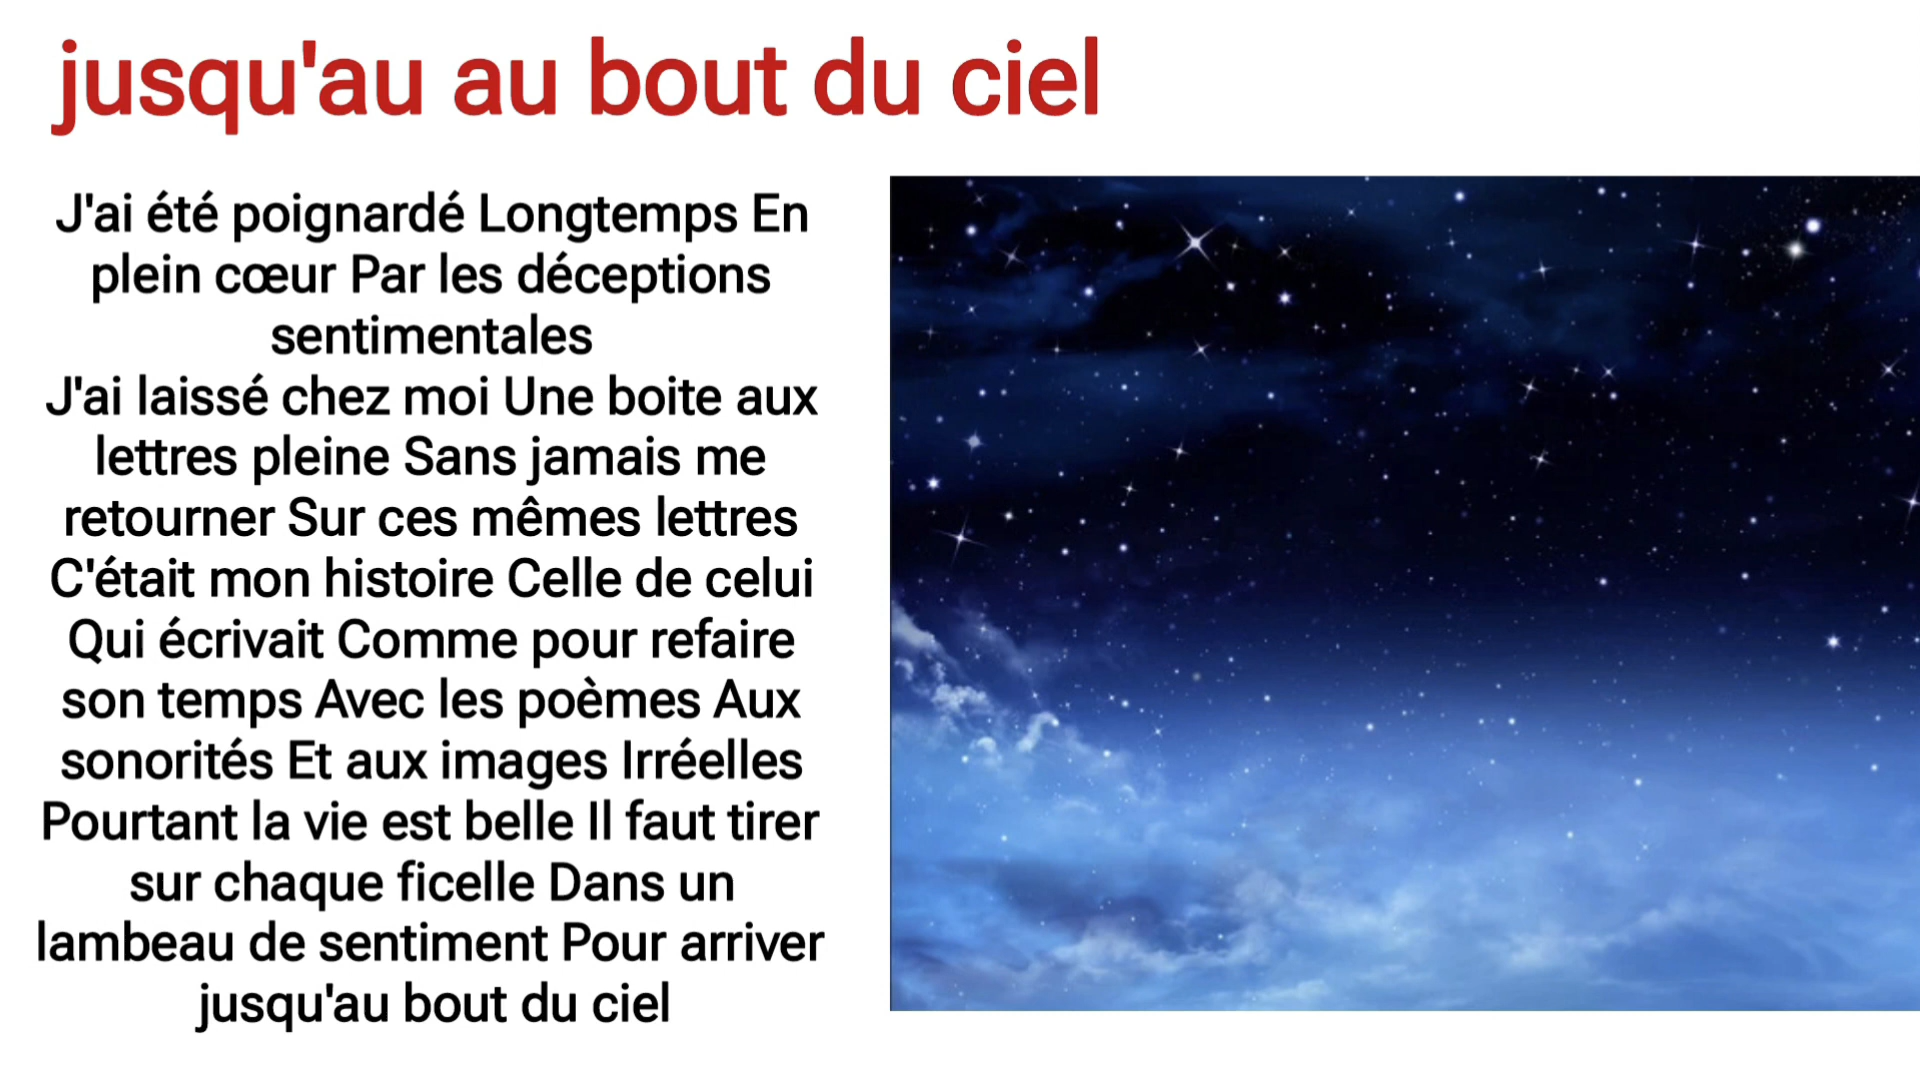 jusqu'au au bout du ciel
J'ai été poignardé Longtemps En
plein cœur Par les déceptions
sentimentales
J'ai laissé chez moi Une boite aux
lettres pleine Sans jamais me
retourner Sur ces mêmes lettres
C'était mon histoire Celle de celui
Qui écrivait Comme pour refaire
son temps Avec les poèmes Aux
sonorités Et aux images Irréelles
Pourtant la vie est belle Il faut tirer
sur chaque ficelle Dans un
lambeau de sentiment Pour arriver
jusqu'au bout du ciel